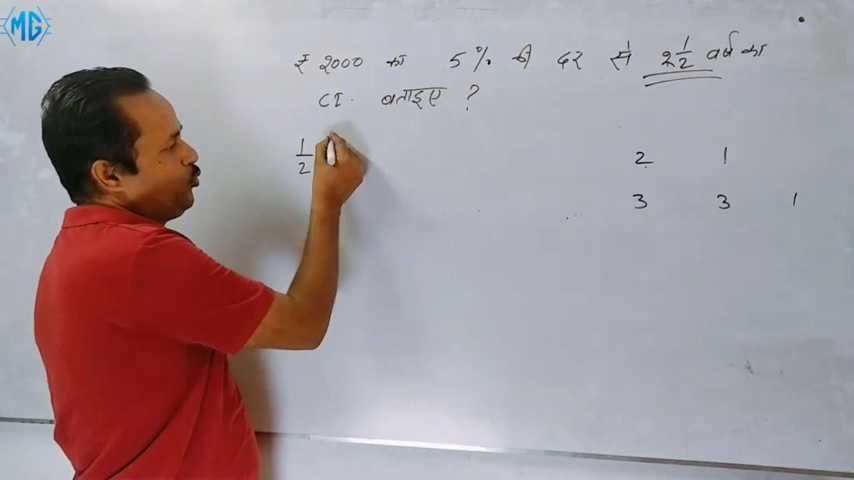 MG
₹ 2000 का 5% की दर से 2 1/2 वर्ष का
CI. बताइए ?
1/2
2 1
3 3 1